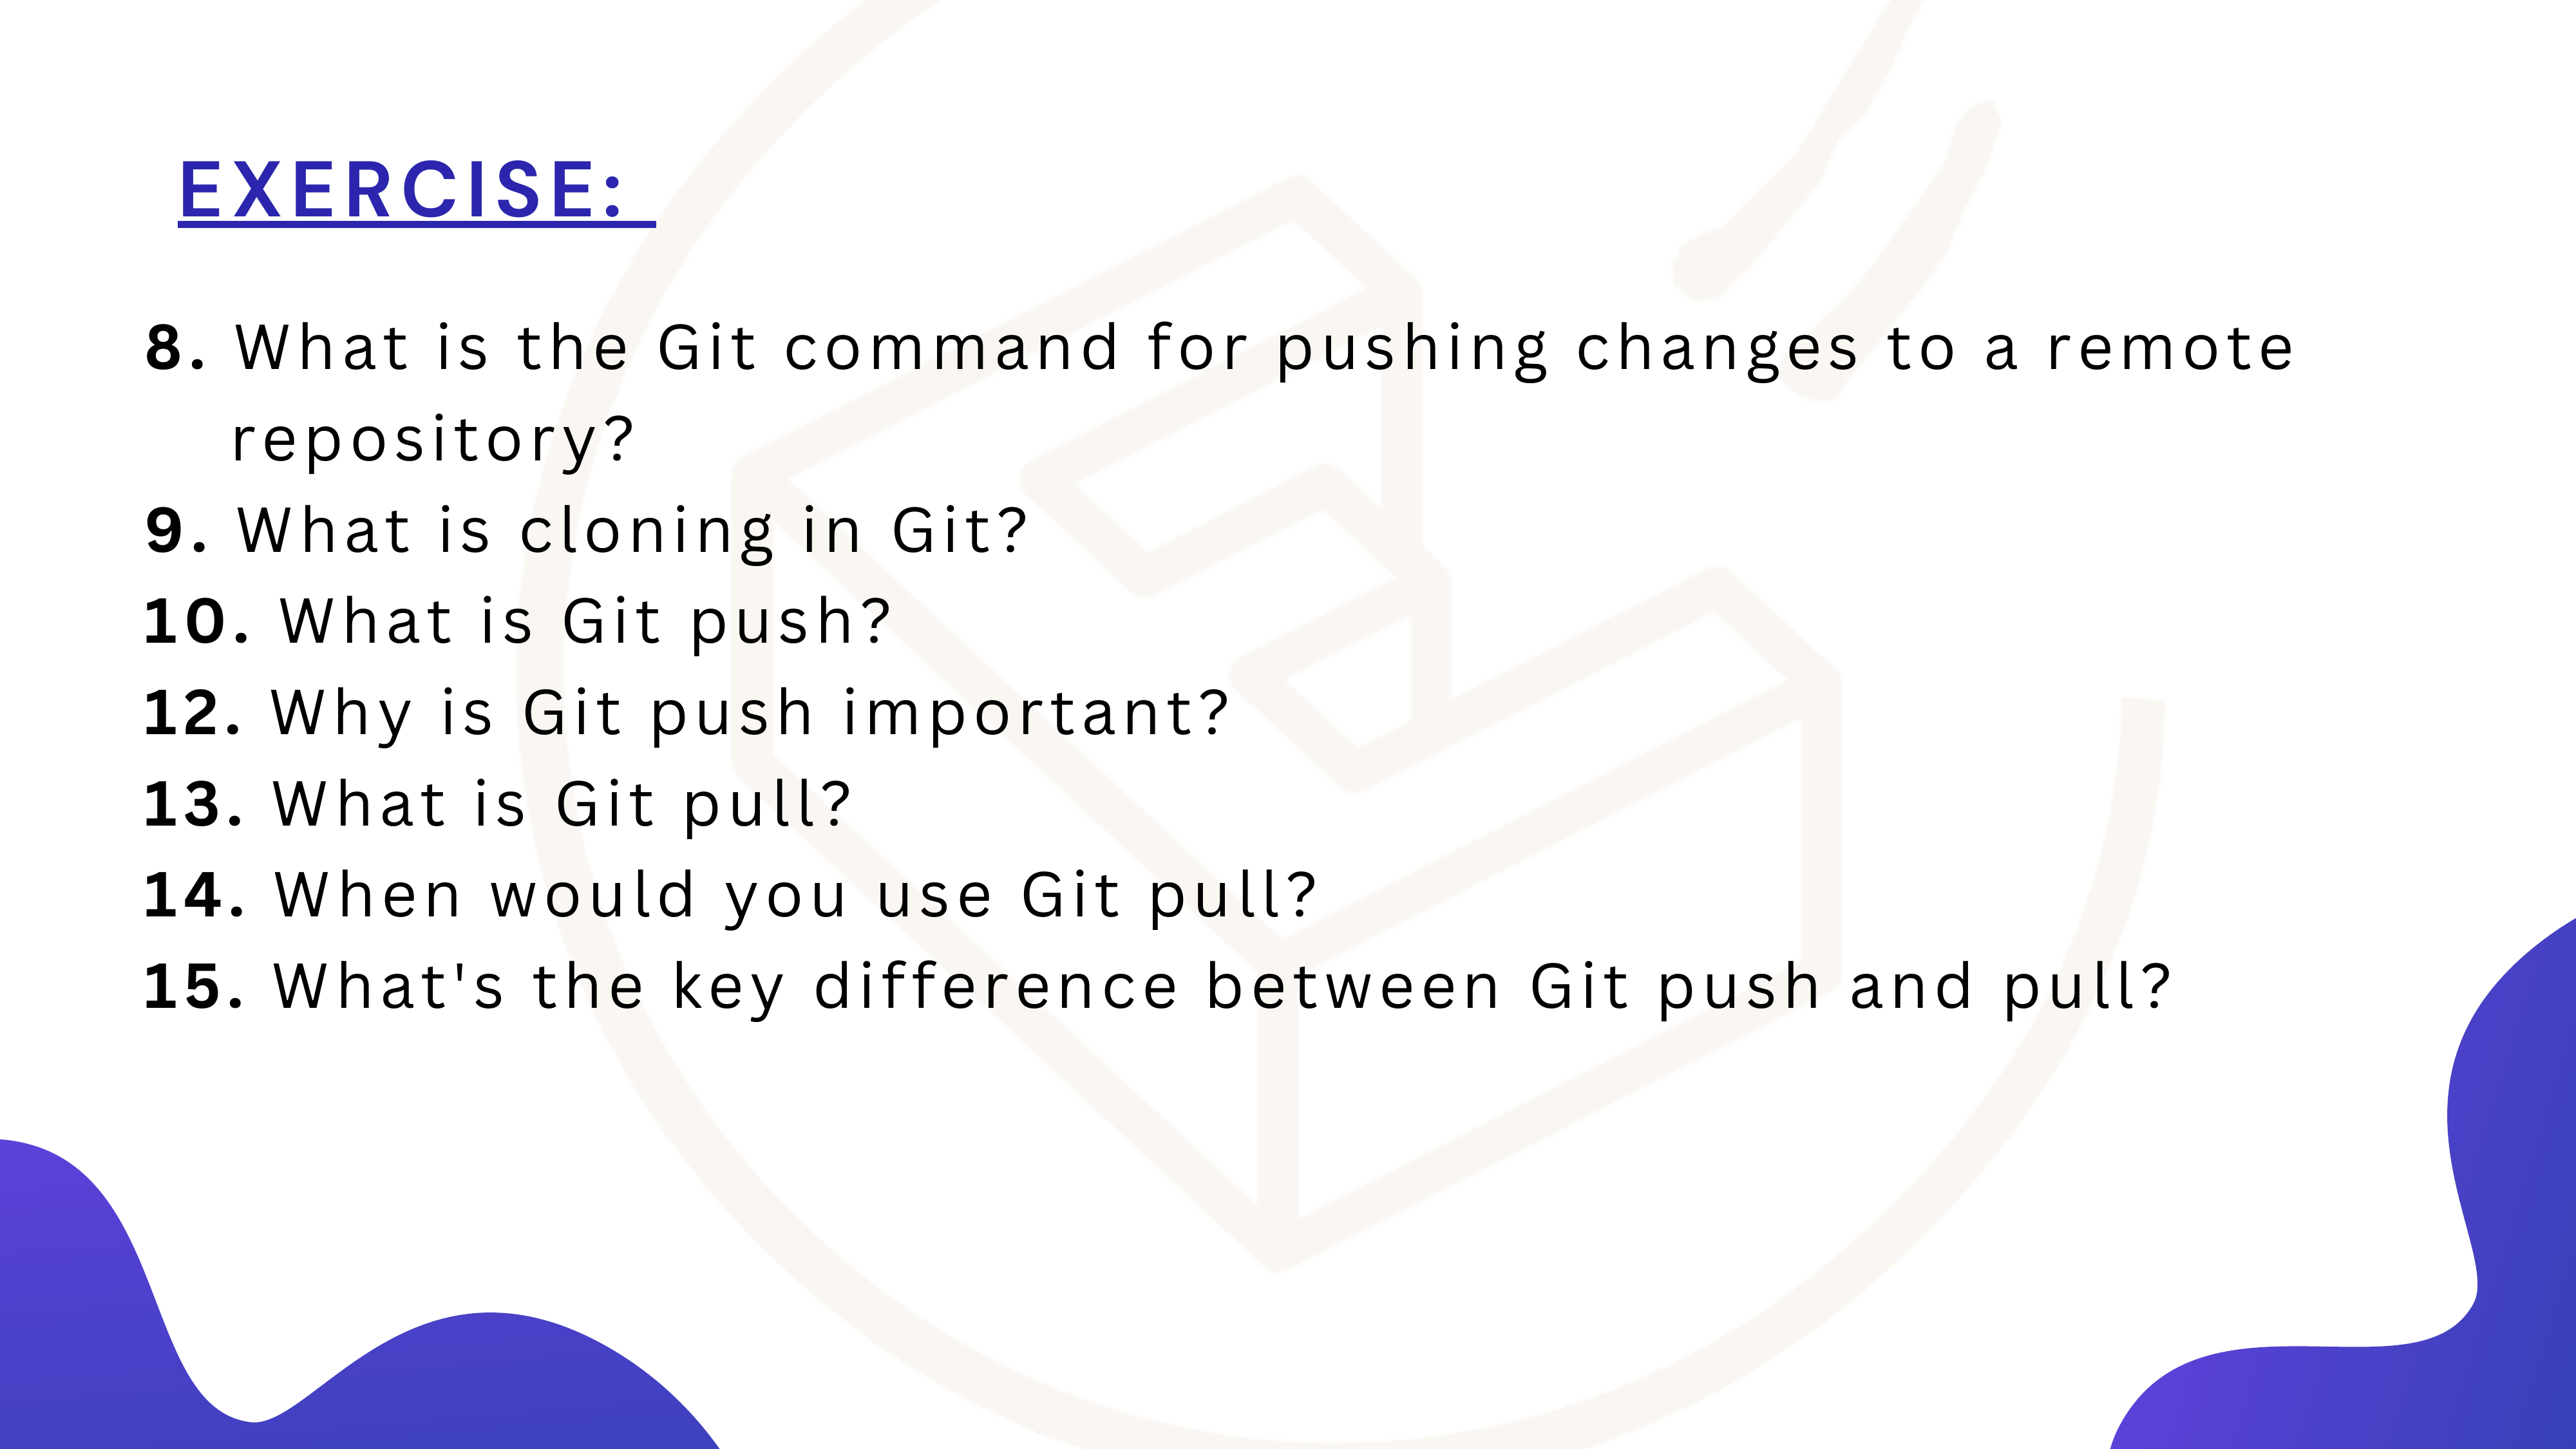 EXERCISE:
8. What is the Git command for pushing changes to a remote
repository?
9. What is cloning in Git?
10. What is Git push?
12. Why is Git push important?
13. What is Git pull?
14. When would you use Git pull?
15. What's the key difference between Git push and pull?